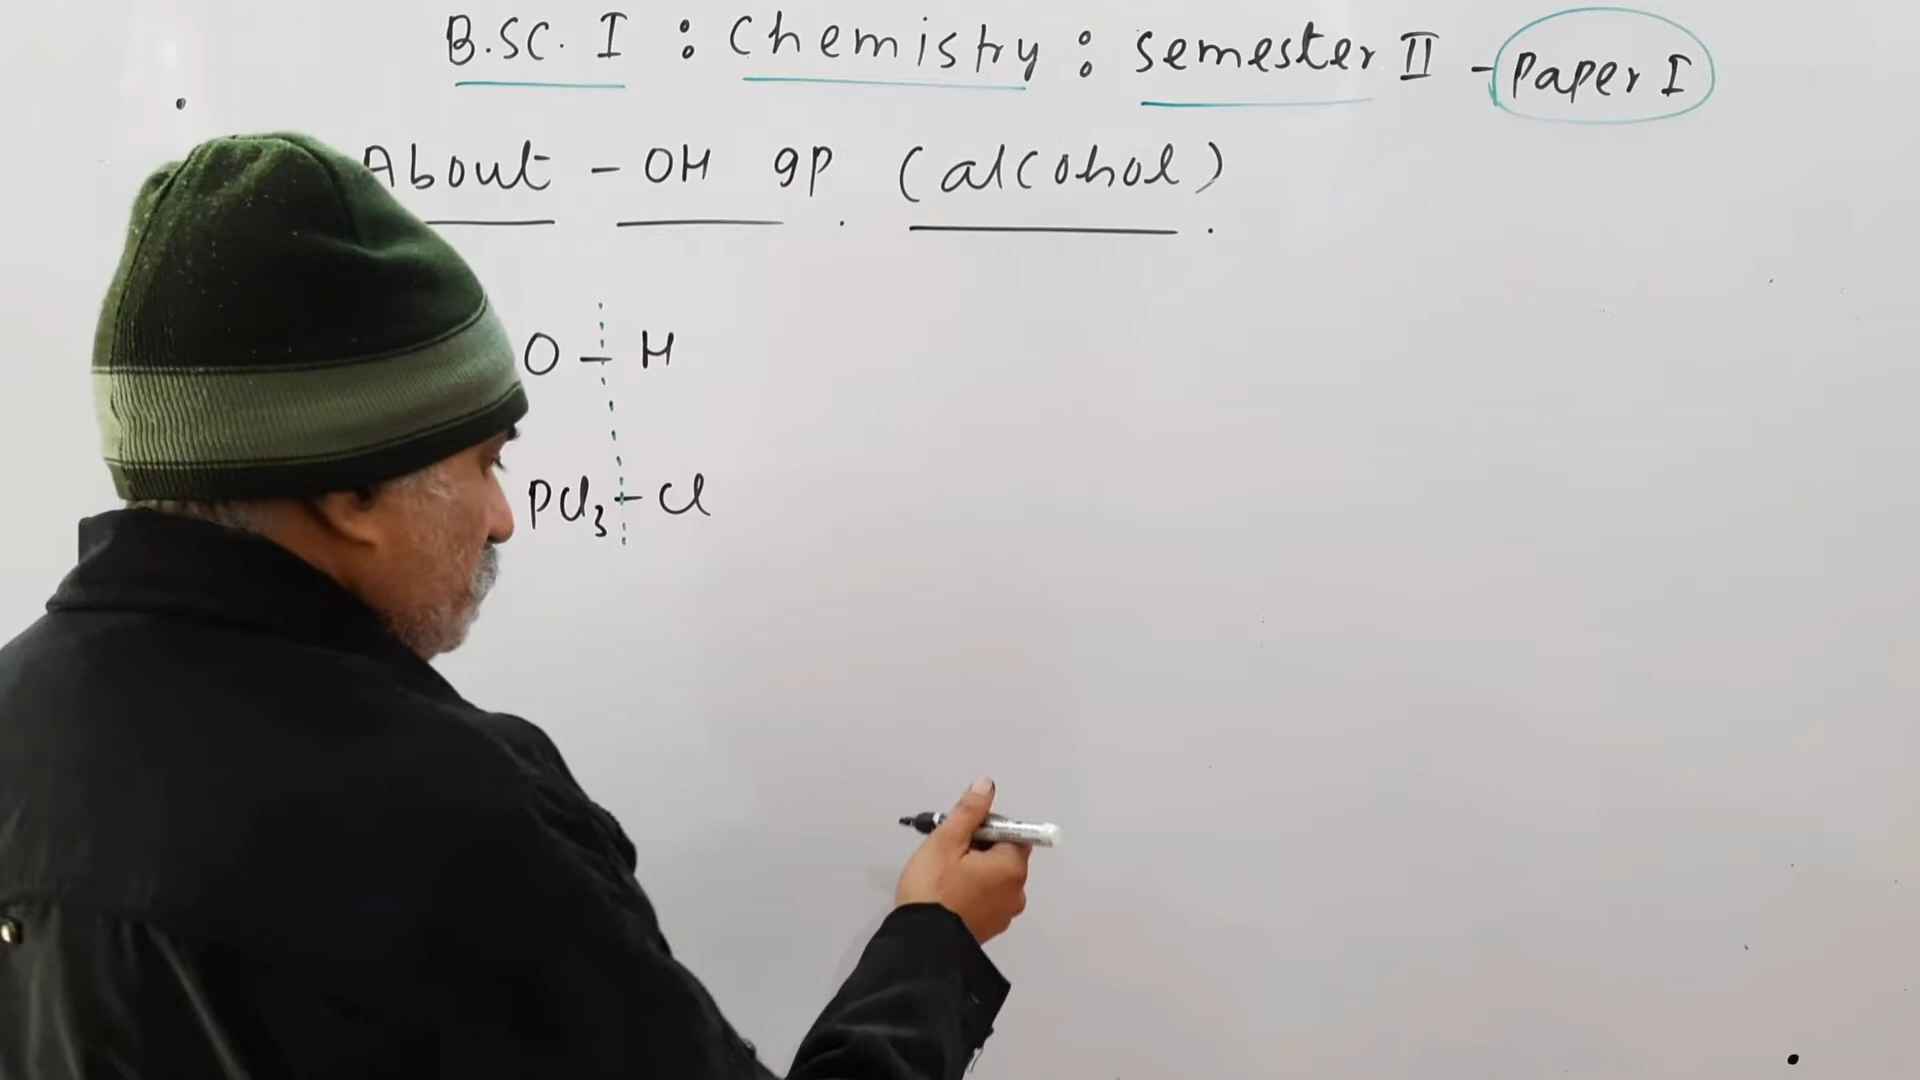 B.SC. I : Chemistry : Semester II - Paper I
About - OH gp. (alcohol).
O - H
PCl₃ - Cl